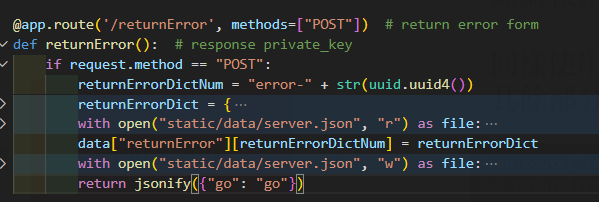 @app.route('/returnError', methods=["POST"])  # return error form
def returnError():  # response private_key
    if request.method == "POST":
        returnErrorDictNum = "error-" + str(uuid.uuid4())
        returnErrorDict = {⋯
        with open("static/data/server.json", "r") as file:⋯
        data["returnError"][returnErrorDictNum] = returnErrorDict
        with open("static/data/server.json", "w") as file:⋯
        return jsonify({"go": "go"})